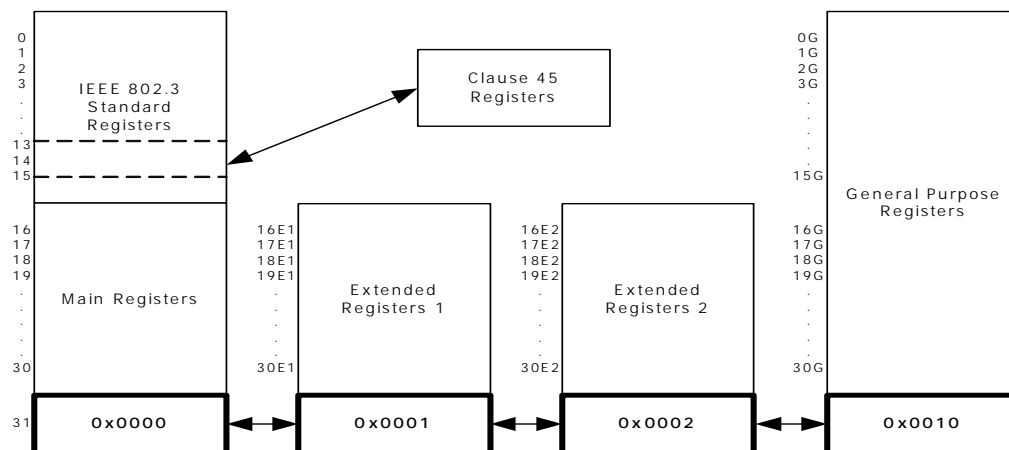 0
1
2
3
.
.
.
13
14
15
IEEE 802.3
Standard
Registers
Clause 45
Registers
16
17
18
19
.
.
.
.
.
30
Main Registers
16E1
17E1
18E1
19E1
.
.
.
.
.
30E1
Extended
Registers 1
16E2
17E2
18E2
19E2
.
.
.
.
.
30E2
Extended
Registers 2
0G
1G
2G
3G
.
.
.
.
.
15G
16G
17G
18G
19G
.
.
.
.
.
30G
General Purpose
Registers
31
0x0000
0x0001
0x0002
0x0010